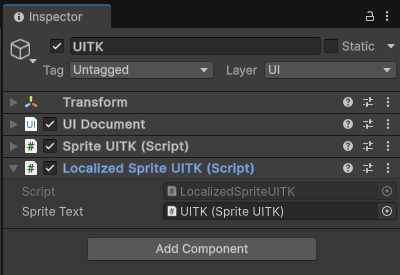 Inspector
UITK
Static
Tag
Untagged
Layer
UI
Transform
UI
UI Document
#
Sprite UITK (Script)
#
Localized Sprite UITK (Script)
Script
#
LocalizedSpriteUITK
Sprite Text
#
UITK (Sprite UITK)
Add Component